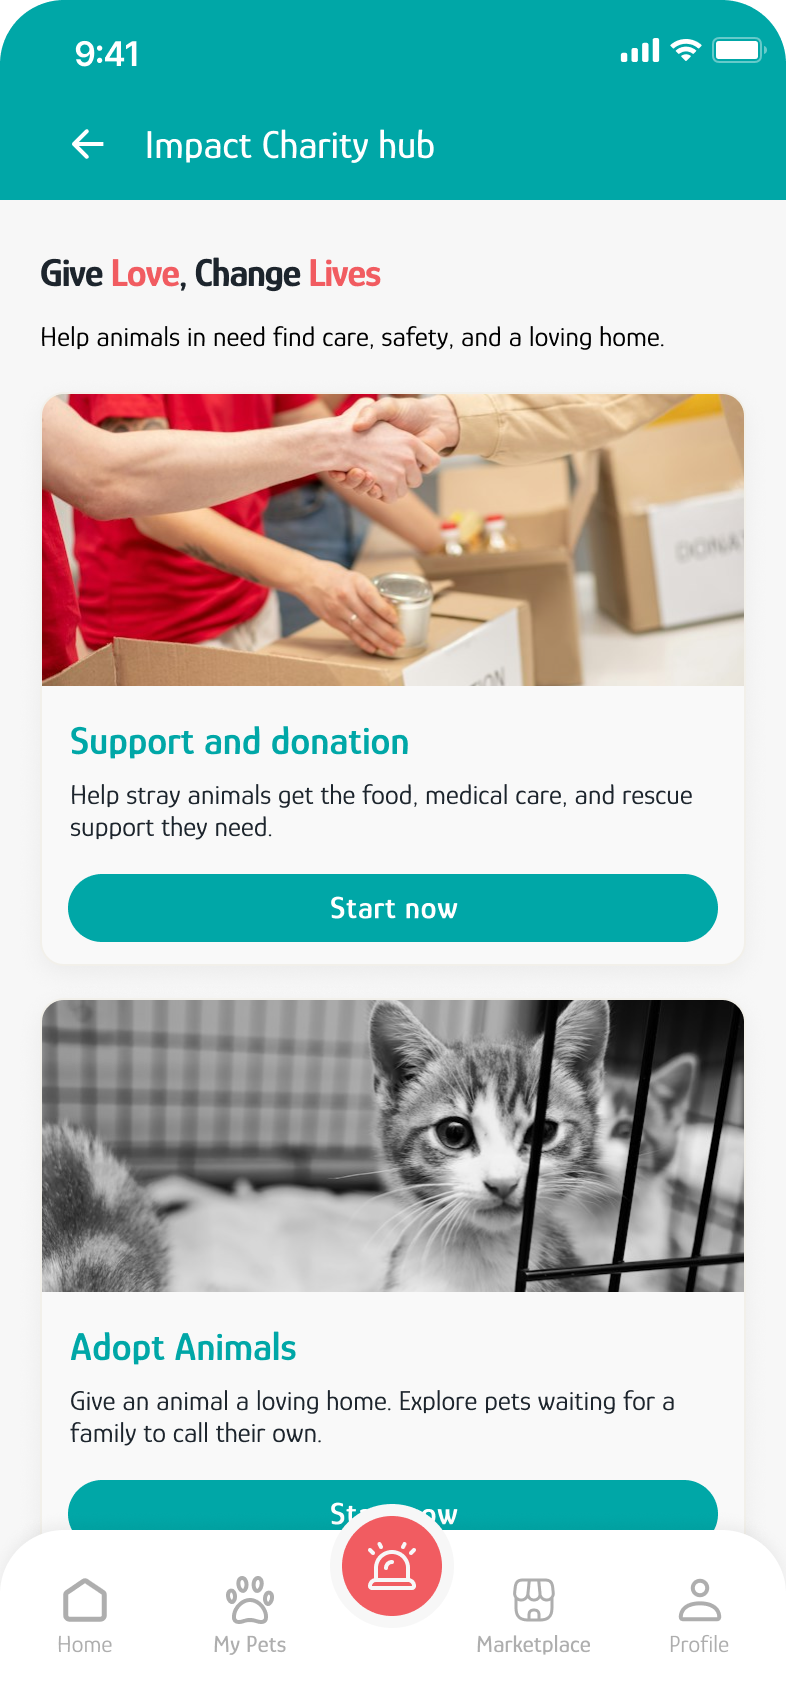 9:41
Impact Charity hub
Give Love, Change Lives
Help animals in need find care, safety, and a loving home.
Support and donation
Help stray animals get the food, medical care, and rescue
support they need.
Start now
Adopt Animals
Give an animal a loving home. Explore pets waiting for a
family to call their own.
Home
My Pets
Marketplace
Profile